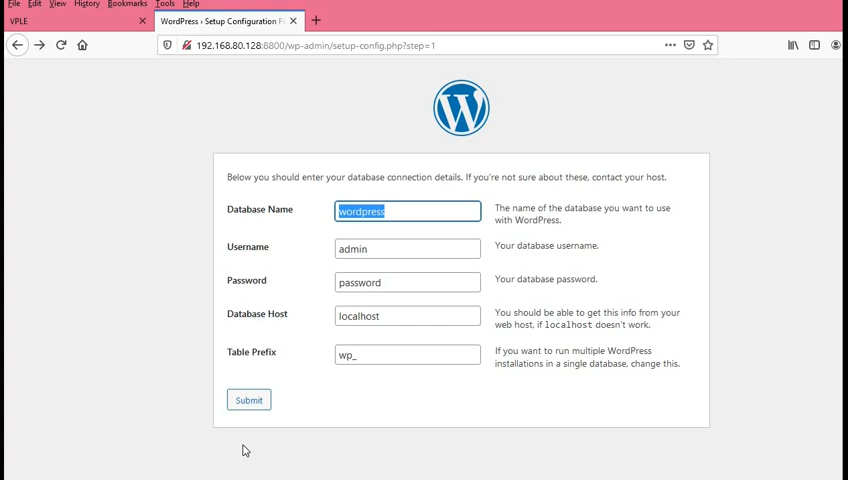 File Edit View History Bookmarks Tools Help
VPLE
WordPress › Setup Configuration Fi
192.168.80.128:8800/wp-admin/setup-config.php?step=1
Below you should enter your database connection details. If you're not sure about these, contact your host.
Database Name
wordpress
The name of the database you want to use
with WordPress.
Username
admin
Your database username.
Password
password
Your database password.
Database Host
localhost
You should be able to get this info from your
web host, if localhost doesn't work.
Table Prefix
wp_
If you want to run multiple WordPress
installations in a single database, change this.
Submit